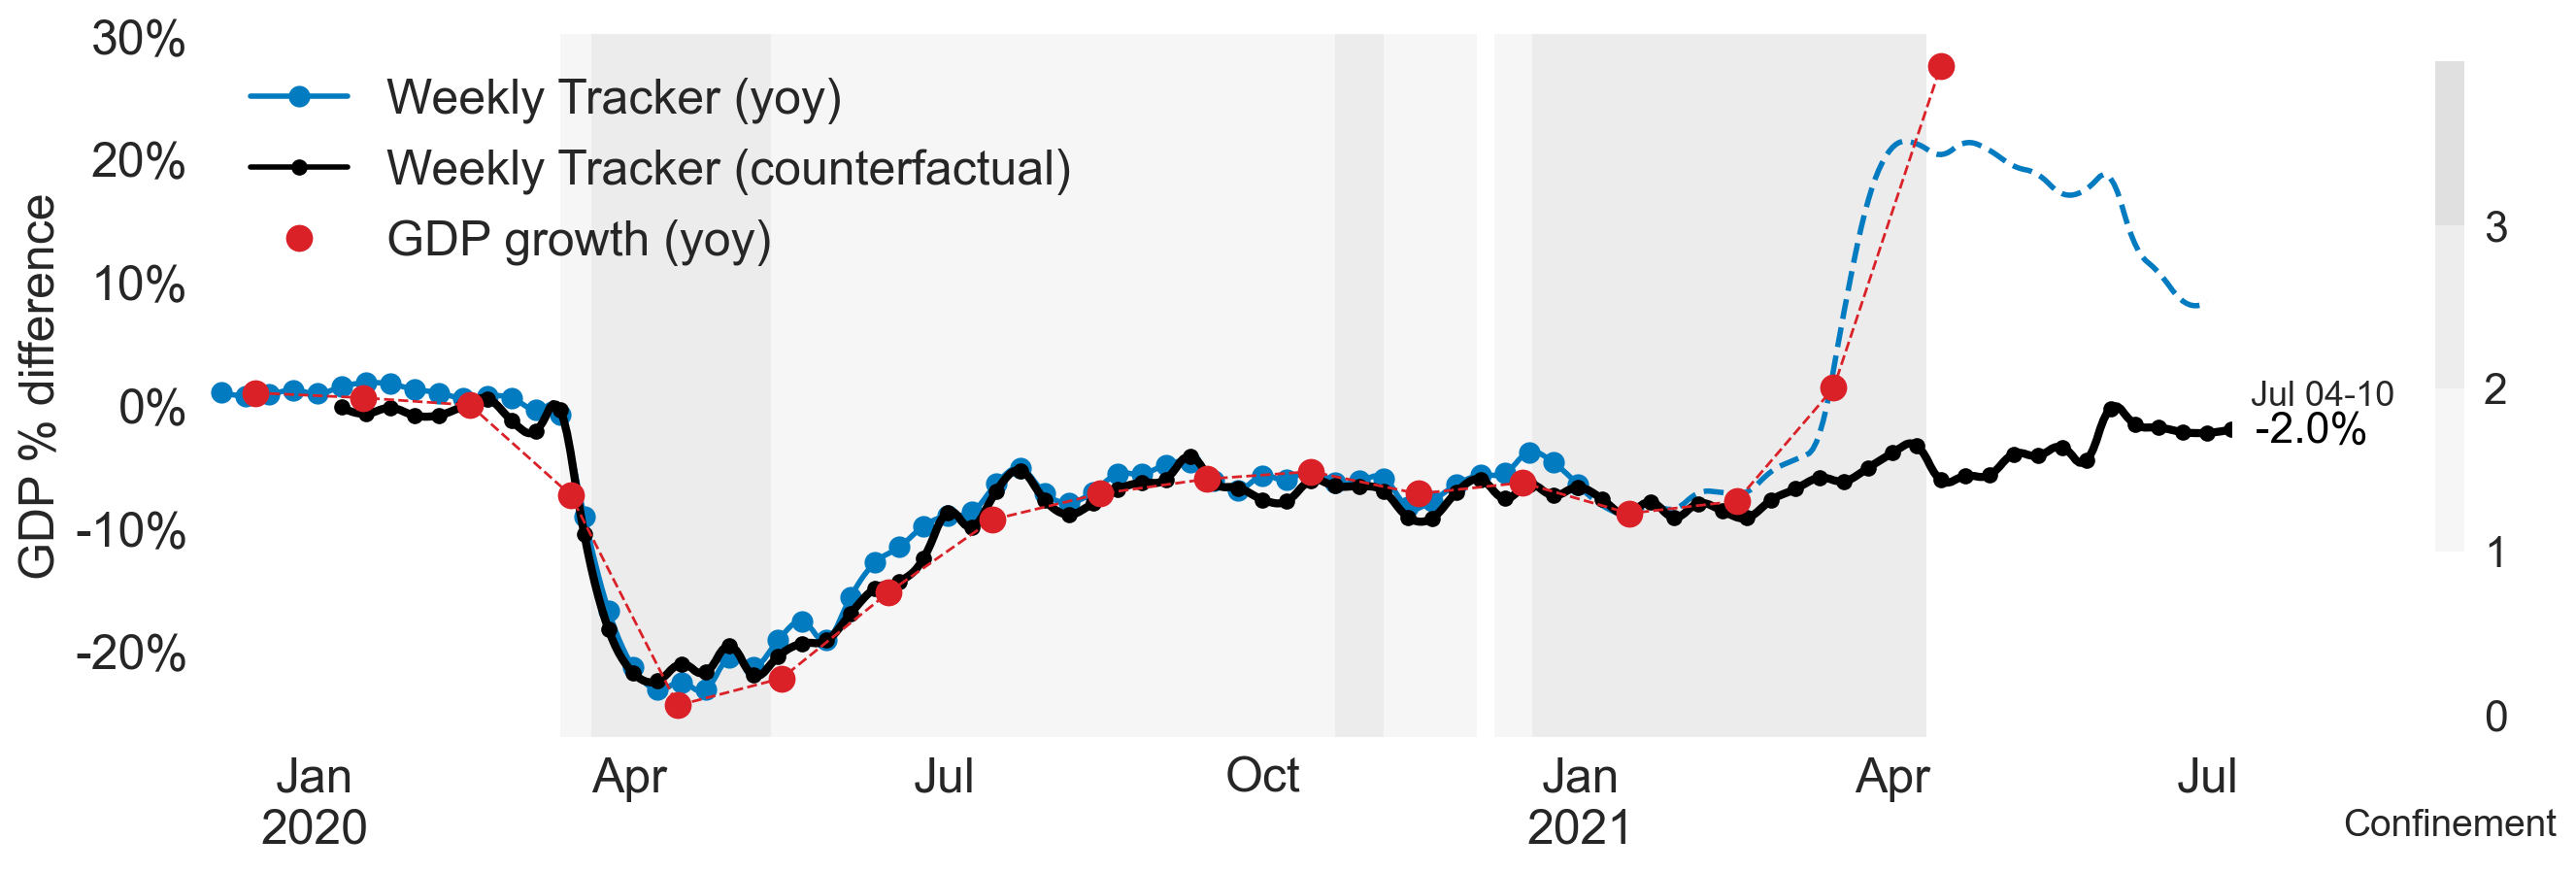 30%
20%
10%
0%
-10%
-20%
GDP % difference
Weekly Tracker (yoy)
Weekly Tracker (counterfactual)
GDP growth (yoy)
Jul 04-10
-2.0%
3
2
1
0
Jan
2020
Apr
Jul
Oct
Jan
2021
Apr
Jul
Confinement